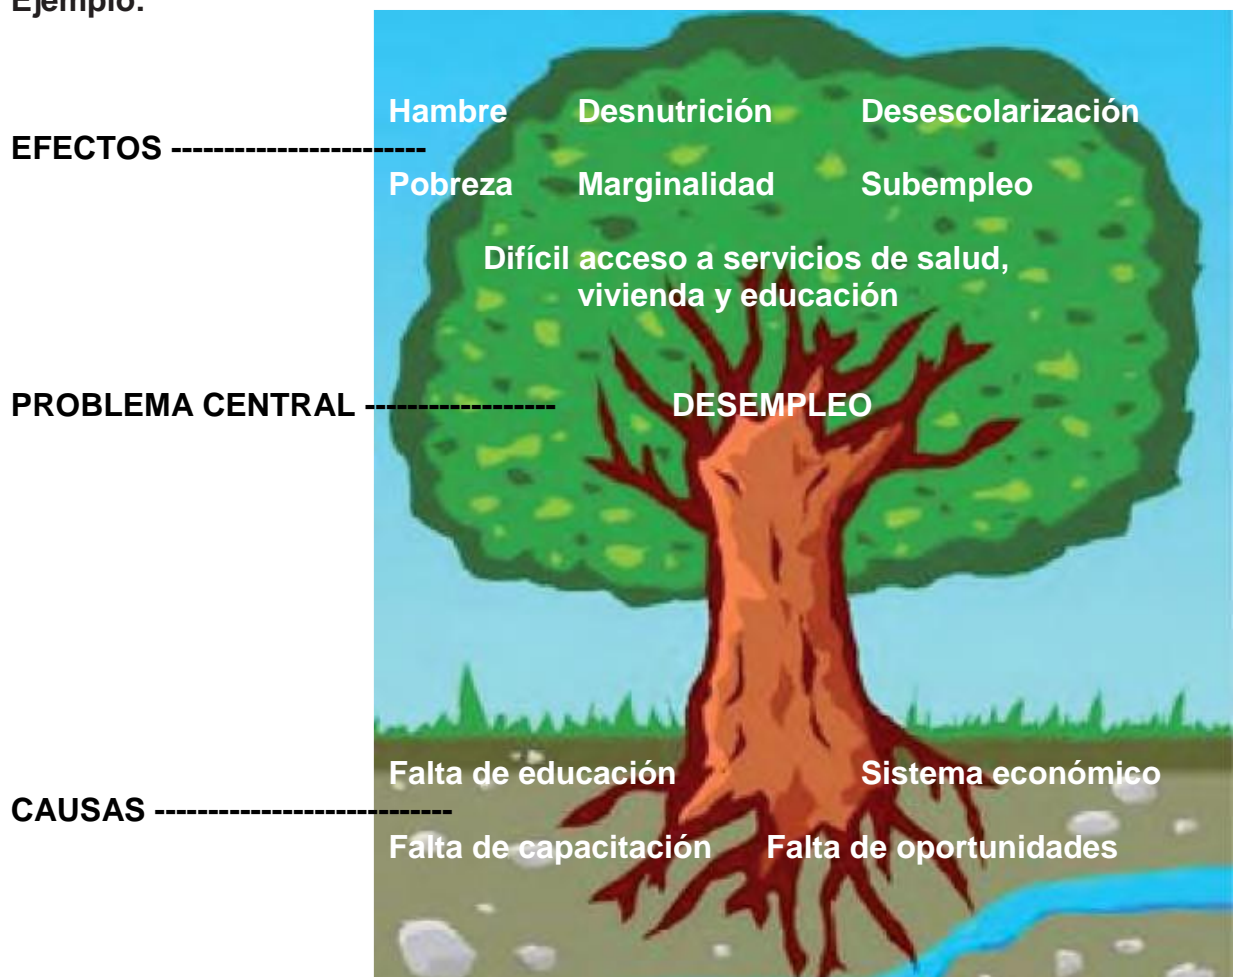 Ejemplo:
Hambre Desnutrición Desescolarización
EFECTOS ------------------------
Pobreza Marginalidad Subempleo
Difícil acceso a servicios de salud,
vivienda y educación
PROBLEMA CENTRAL ------------------ DESEMPLEO
Falta de educación Sistema económico
CAUSAS ----------------------------
Falta de capacitación Falta de oportunidades